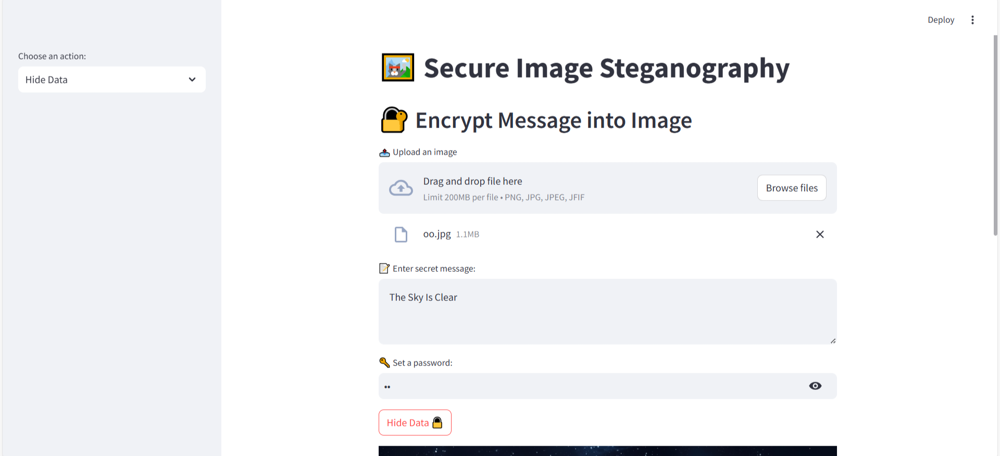 Deploy
Choose an action:
Hide Data
Secure Image Steganography
Encrypt Message into Image
Upload an image
Drag and drop file here
Limit 200MB per file • PNG, JPG, JPEG, JFIF
Browse files
oo.jpg 1.1MB
Enter secret message:
The Sky Is Clear
Set a password:
••
Hide Data